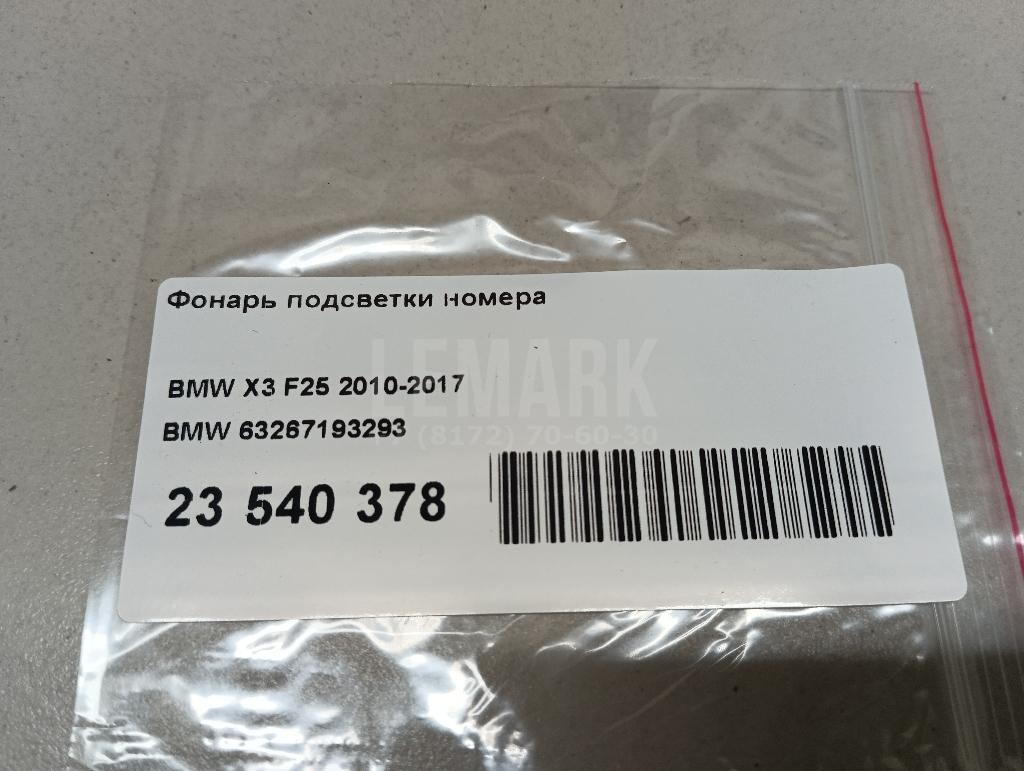 Фонарь подсветки номера
LEMARK
BMW X3 F25 2010-2017
BMW 63267193293
(8172) 70-60-30
23 540 378